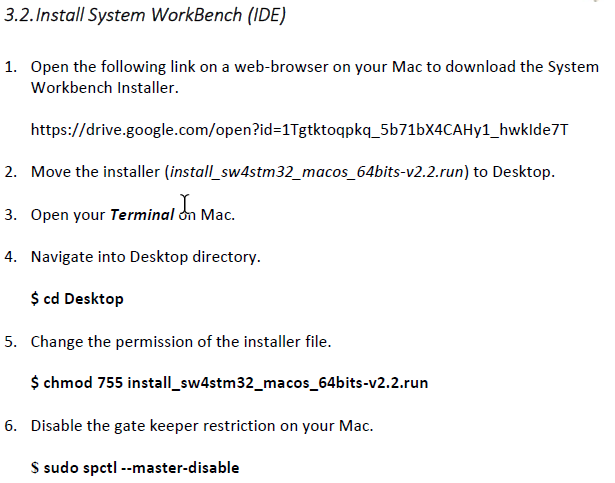 3.2. Install System WorkBench (IDE)
1. Open the following link on a web-browser on your Mac to download the System
Workbench Installer.
https://drive.google.com/open?id=1Tgtktoqpkq_5b71bX4CAHy1_hwklde7T
2. Move the installer (install_sw4stm32_macos_64bits-v2.2.run) to Desktop.
3. Open your Terminal on Mac.
4. Navigate into Desktop directory.
$ cd Desktop
5. Change the permission of the installer file.
$ chmod 755 install_sw4stm32_macos_64bits-v2.2.run
6. Disable the gate keeper restriction on your Mac.
$ sudo spctl --master-disable